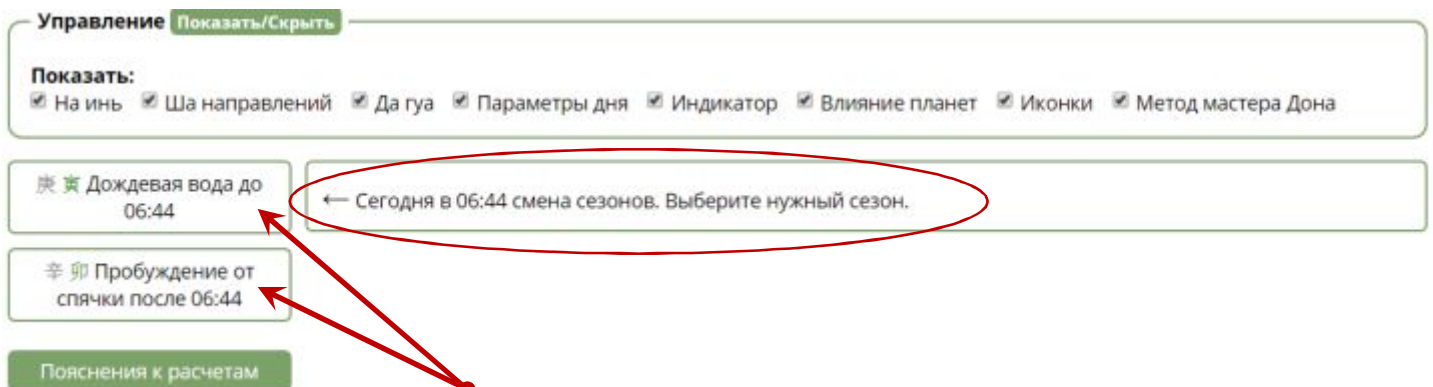 Управление Показать/Скрыть
Показать:
На инь Ша направлений Да гуа Параметры дня Индикатор Влияние планет Иконки Метод мастера Дона
庚 寅 Дождевая вода до
06:44
← Сегодня в 06:44 смена сезонов. Выберите нужный сезон.
辛 卯 Пробуждение от
спячки после 06:44
Пояснения к расчетам